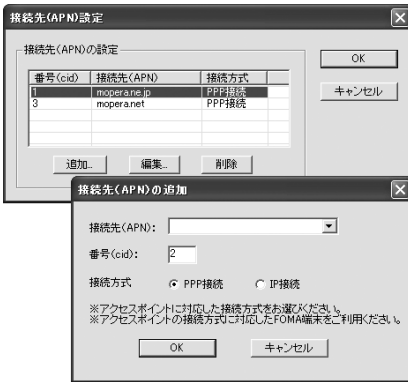 接続先(APN)設定
接続先(APN)の設定
番号(cid) 接続先(APN) 接続方式
1 mopera.ne.jp PPP接続
3 mopera.net PPP接続
OK
キャンセル
追加... 編集... 削除
接続先(APN)の追加
接続先(APN):
番号(cid): 2
接続方式 PPP接続 IP接続
※アクセスポイントに対応した接続方式をお選びください。
※アクセスポイントの接続方式に対応したFOMA端末をご利用ください。
OK キャンセル